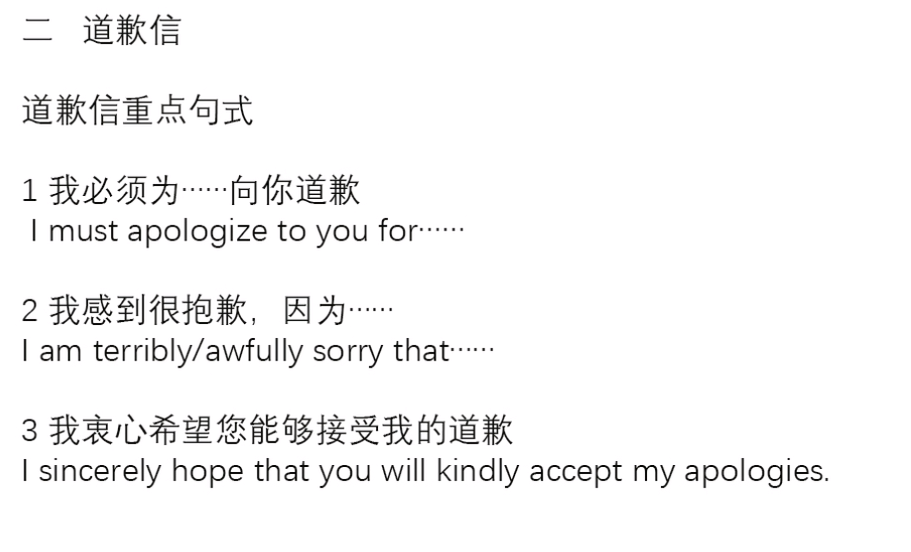 二 道歉信
道歉信重点句式
1 我必须为……向你道歉
I must apologize to you for……
2 我感到很抱歉，因为……
I am terribly/awfully sorry that……
3 我衷心希望您能够接受我的道歉
I sincerely hope that you will kindly accept my apologies.